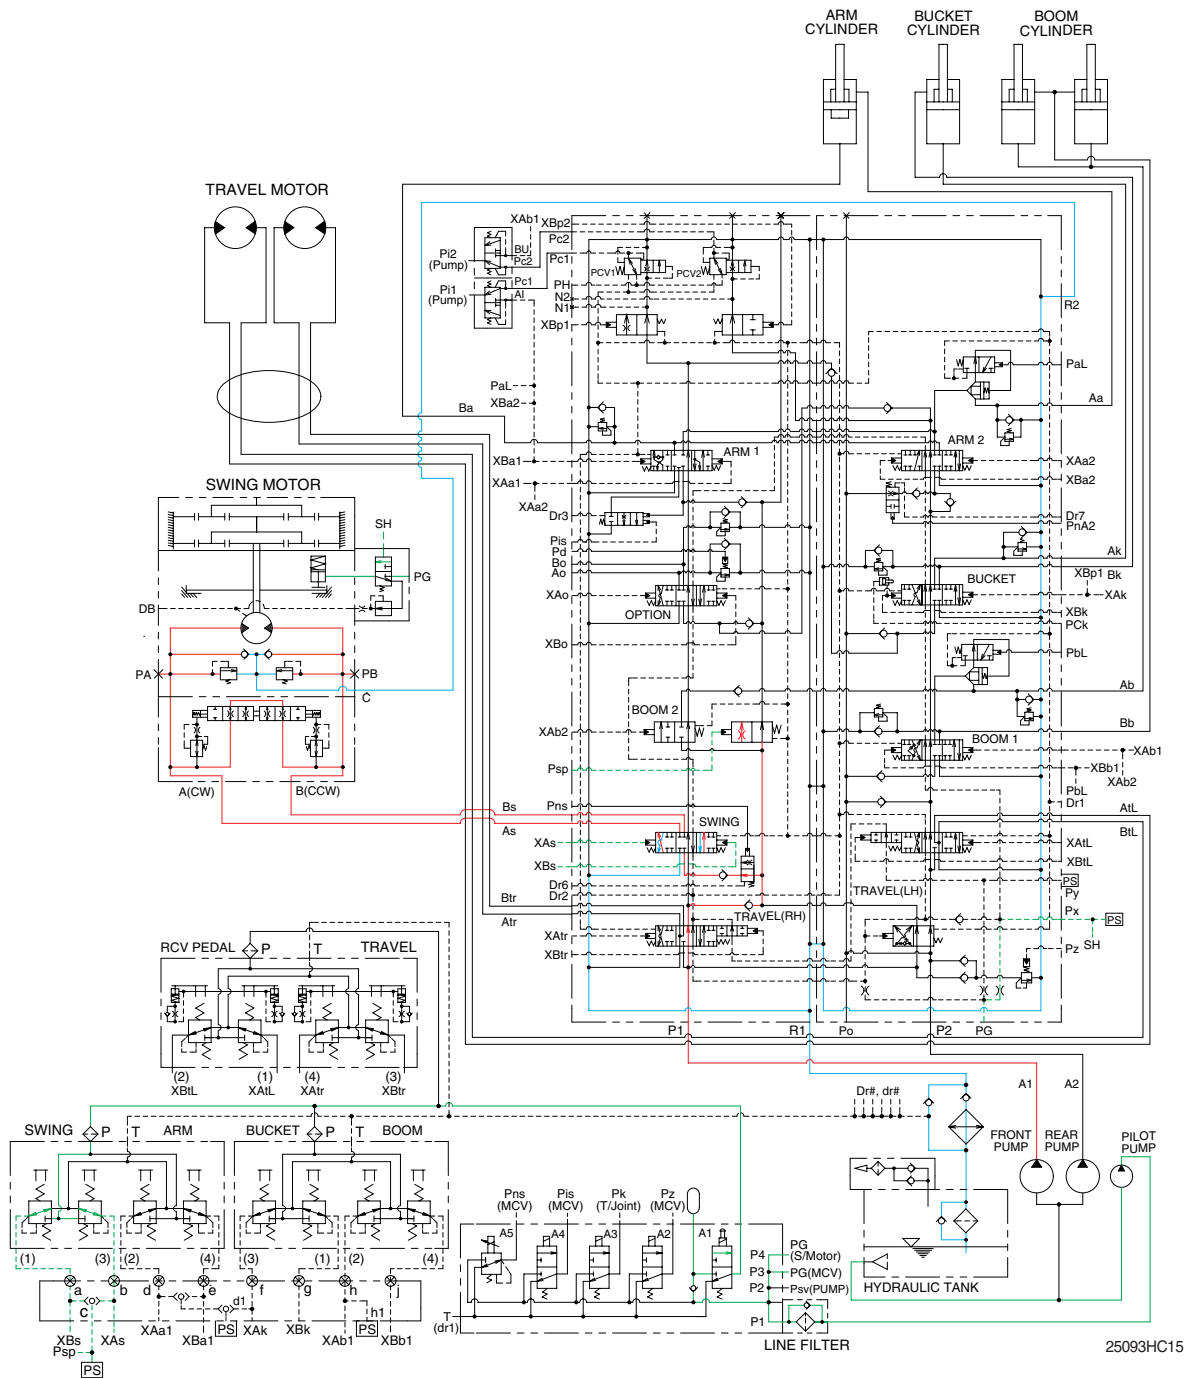 ARM
CYLINDER
BUCKET
CYLINDER
BOOM
CYLINDER
TRAVEL MOTOR
XAb1
XBp2
Pc2
BU
Pi2
(Pump)
Pc2
Pc1
Pc1
Pi1
(Pump)
AI
PCV1
PCV2
PH
N2
N1
XBp1
R2
PaL
PaL
XBa2
Ba
Aa
ARM 1
ARM 2
XBa1
XAa2
XAa1
XBa2
XAa2
SWING MOTOR
SH
PG
DB
PA
PB
C
A(CW)
B(CCW)
Dr3
Dr7
PnA2
Pis
Pd
Bo
Ao
Ak
XBp1
Bk
BUCKET
XAk
XAo
OPTION
XBk
PCk
XBo
PbL
Ab
BOOM 2
Bb
XAb2
BOOM 1
XAb1
Psp
XBb1
XAb2
PbL
Dr1
Pns
Bs
As
SWING
AtL
BtL
XAs
XAtL
XBs
XBtL
Dr6
Dr2
TRAVEL(LH)
PS
Py
Btr
Atr
TRAVEL(RH)
Px
PS
XAtr
SH
XBtr
Pz
P1
R1
Po
P2
PG
RCV PEDAL
P
T
TRAVEL
(2)
XBtL
(1)
XAtL
(4)
XAtr
(3)
XBtr
A1
A2
Dr#, dr#
FRONT
PUMP
REAR
PUMP
PILOT
PUMP
SWING
P
T
ARM
BUCKET
P
T
BOOM
(1)
(3)
(2)
(4)
(3)
(1)
(2)
(4)
a
b
d
e
f
g
h
j
c
d1
h1
PS
PS
XBs
XAs
XAa1
XBa1
XAk
XBk
XAb1
XBb1
Psp
PS
Pns
(MCV)
Pis
(MCV)
Pk
(T/Joint)
Pz
(MCV)
A5
A4
A3
A2
A1
PG
P4
(S/Motor)
P3
PG(MCV)
P2
Psv(PUMP)
P1
T
(dr1)
LINE FILTER
HYDRAULIC TANK
25093HC15